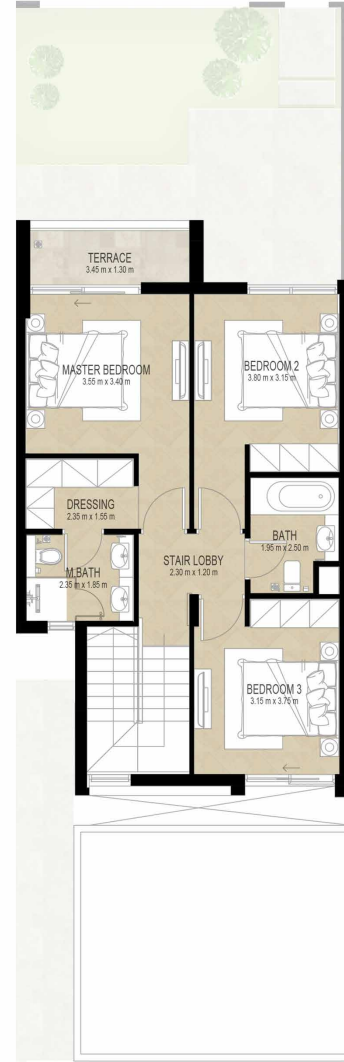 TERRACE
3.45 m x 1.30 m
MASTER BEDROOM
3.55 m x 3.40 m
BEDROOM 2
3.80 m x 3.15 m
DRESSING
2.35 m x 1.55 m
BATH
1.95 m x 2.50 m
STAIR LOBBY
2.30 m x 1.20 m
M.BATH
2.35 m x 1.85 m
BEDROOM 3
3.15 m x 3.75 m